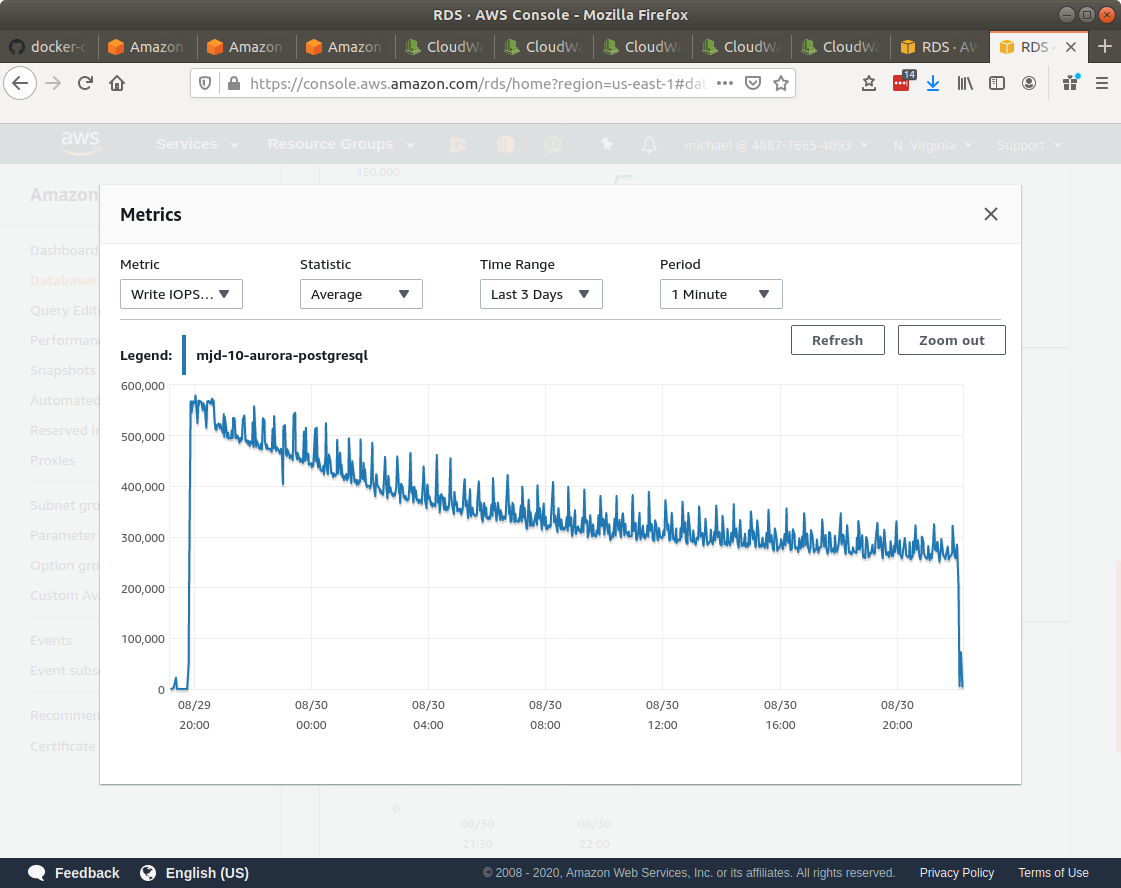 RDS · AWS Console - Mozilla Firefox
docker-c Amazon Amazon Amazon CloudWa CloudWa CloudWa CloudWa CloudWa RDS · AW RDS ·
https://console.aws.amazon.com/rds/home?region=us-east-1#dat
14
aws Services Resource Groups michael @ 4887-7665-4093 N. Virginia Support
150,000
Amazon
Metrics
Dashboard
Databases
Query Edit
Performan
Snapshots
Automated
Reserved in
Proxies
Subnet gro
Parameter
Option gro
Custom Ava
Events
Event subs
Recommen
Certificate
Metric Statistic Time Range Period
Write IOPS... Average Last 3 Days 1 Minute
Refresh Zoom out
Legend: mjd-10-aurora-postgresql
600,000
500,000
400,000
300,000
200,000
100,000
0
08/29 08/30 08/30 08/30 08/30 08/30 08/30
20:00 00:00 04:00 08:00 12:00 16:00 20:00
0
08/30 08/30
21:30 22:00
Feedback English (US) © 2008 - 2020, Amazon Web Services, Inc. or its affiliates. All rights reserved. Privacy Policy Terms of Use